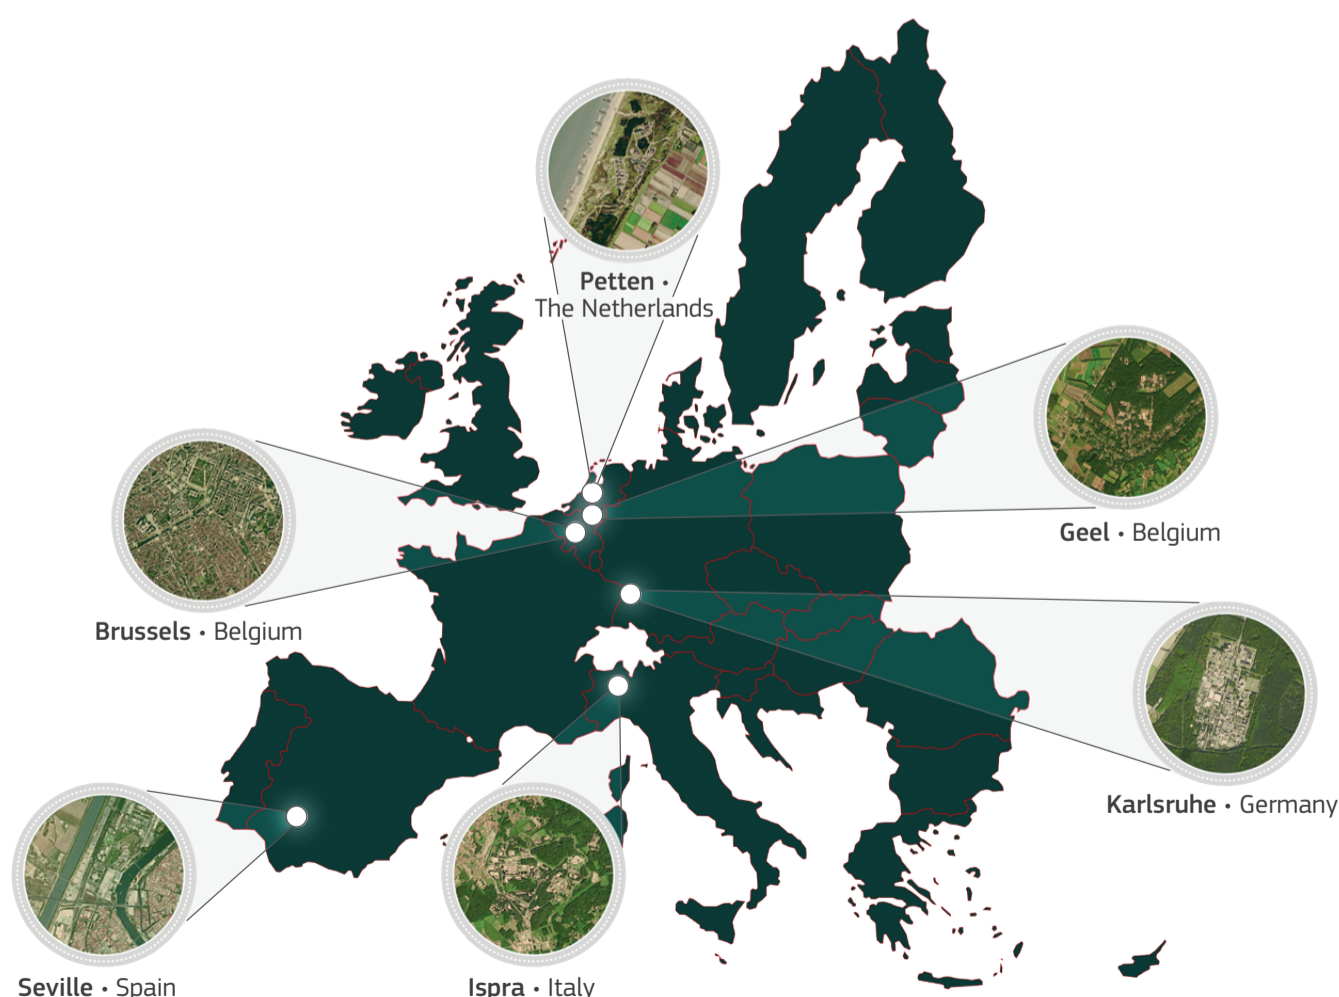 Petten •
The Netherlands
Geel • Belgium
Brussels • Belgium
Karlsruhe • Germany
Seville • Spain
Ispra • Italy